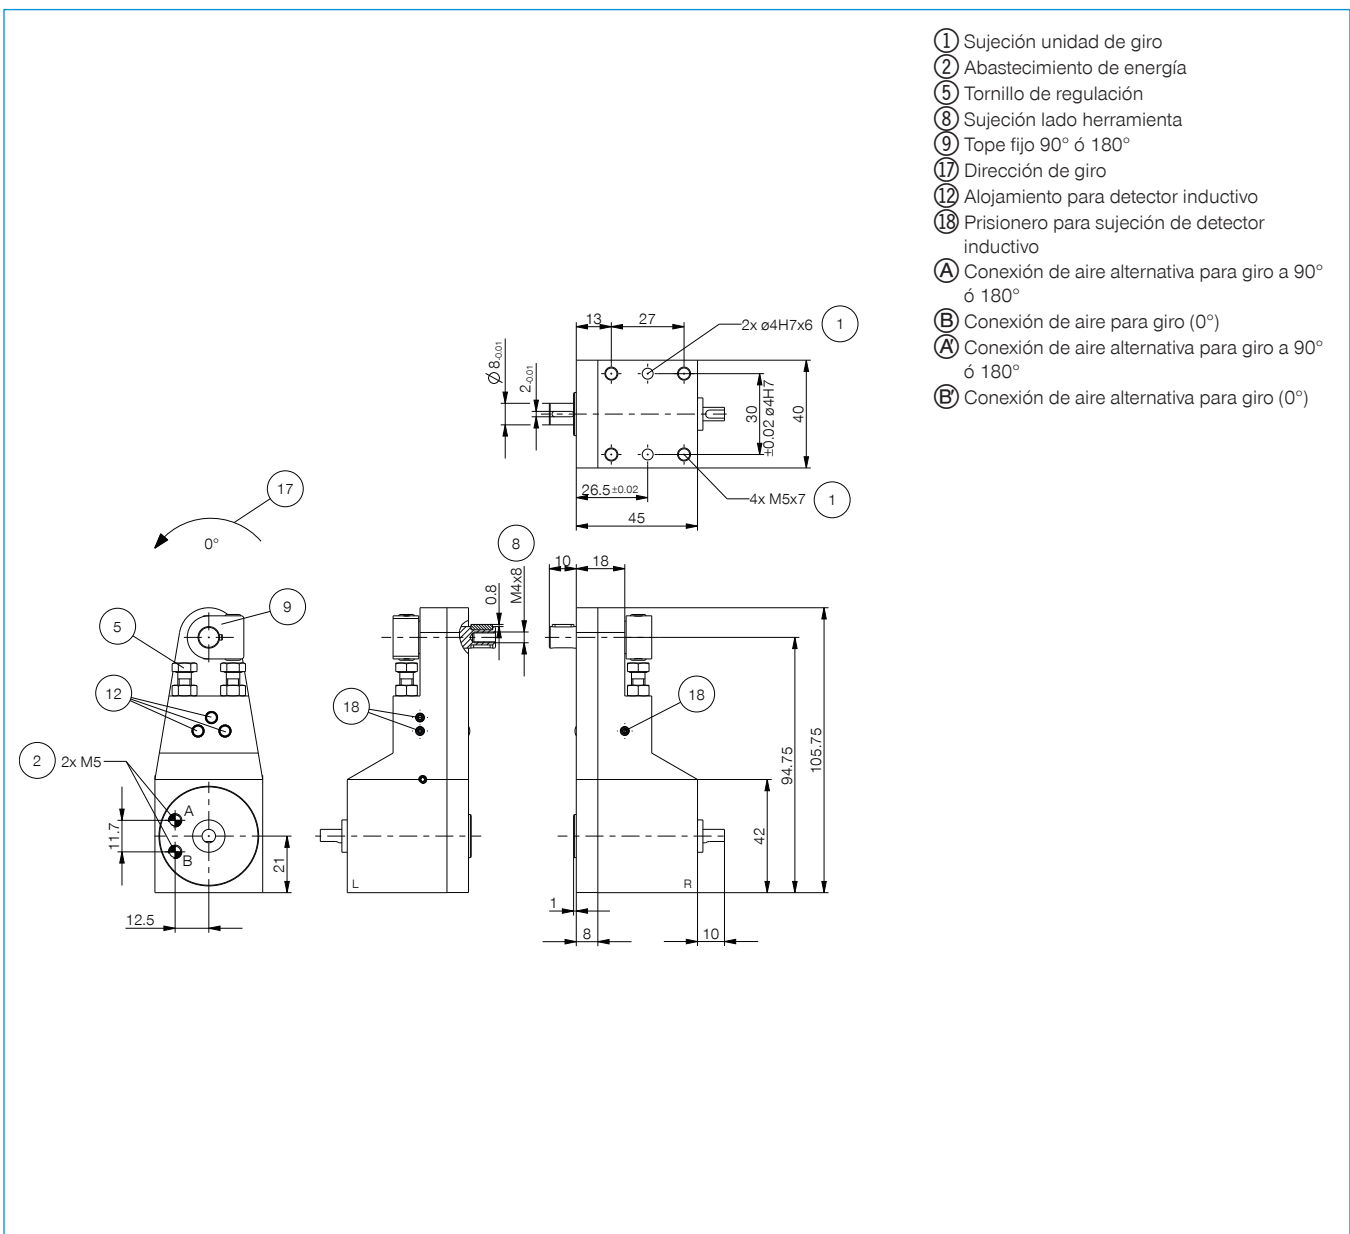 ① Sujeción unidad de giro
② Abastecimiento de energía
⑤ Tornillo de regulación
⑧ Sujeción lado herramienta
⑨ Tope fijo 90° ó 180°
⑰ Dirección de giro
⑫ Alojamiento para detector inductivo
⑱ Prisionero para sujeción de detector
inductivo
Ⓐ Conexión de aire alternativa para giro a 90°
ó 180°
Ⓑ Conexión de aire para giro (0°)
A' Conexión de aire alternativa para giro a 90°
ó 180°
B' Conexión de aire alternativa para giro (0°)
13
27
2x ø4H7x6
1
Ø8-0.01
2-0.01
30
±0.02 ø4H7
40
26.5±0.02
4x M5x7
1
45
17
0°
8
10
18
0.8
M4x8
9
5
12
18
18
2
2x M5
A
B
11.7
21
12.5
L
R
94.75
105.75
42
1
8
10